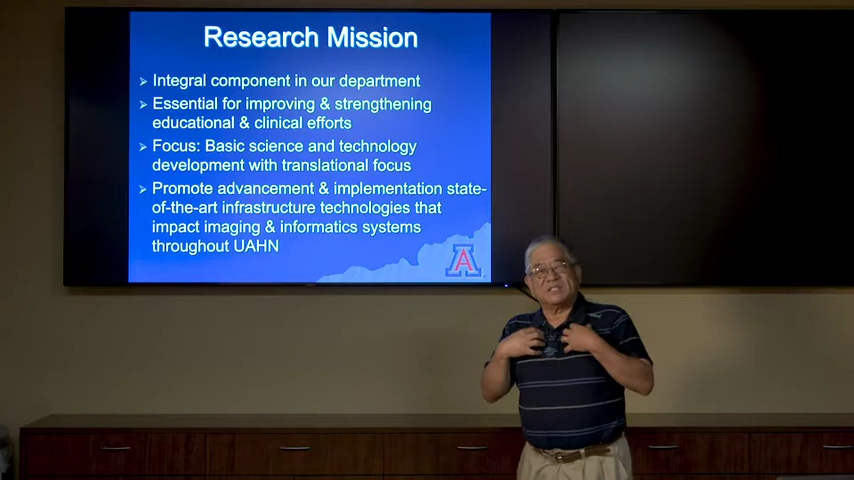 Research Mission
Integral component in our department
Essential for improving & strengthening
educational & clinical efforts
Focus: Basic science and technology
development with translational focus
Promote advancement & implementation state-
of-the-art infrastructure technologies that
impact imaging & informatics systems
throughout UAHN
A